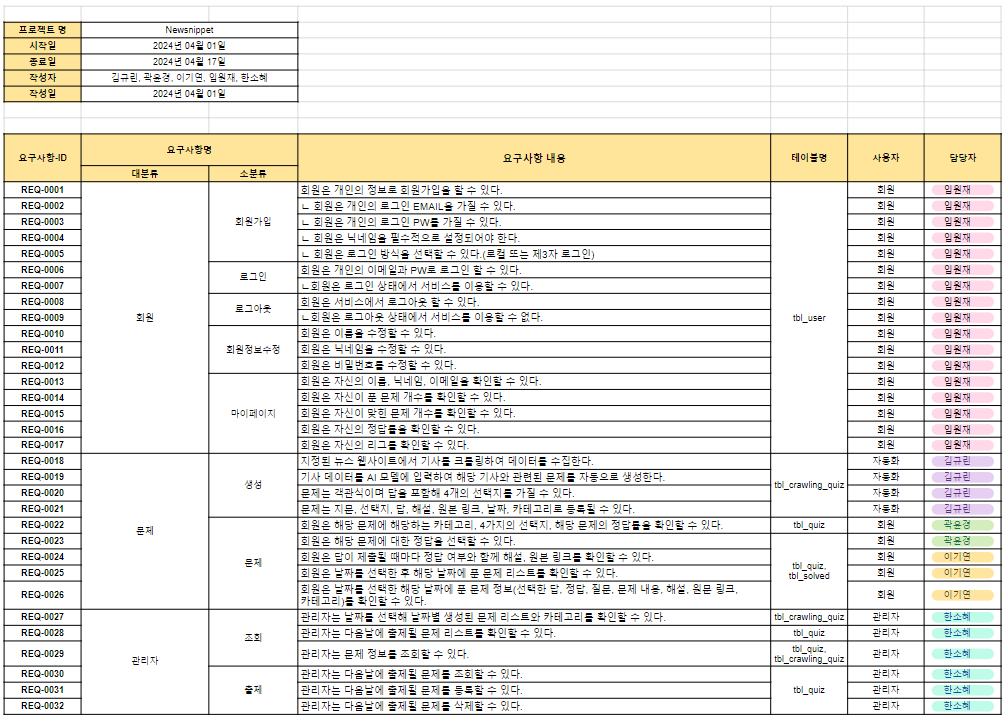 프로젝트 명 Newsnippet
시작일 2024년 04월 01일
종료일 2024년 04월 17일
작성자 김규린, 곽윤경, 이기연, 임원재, 한소혜
작성일 2024년 04월 01일
요구사항-ID 요구사항명 요구사항 내용 테이블명 사용자 담당자
대분류 소분류
REQ-0001 회원 회원가입 회원은 개인의 정보로 회원가입을 할 수 있다. tbl_user 회원 임원재
REQ-0002 ㄴ 회원은 개인의 로그인 EMAIL을 가질 수 있다. 회원 임원재
REQ-0003 ㄴ 회원은 개인의 로그인 PW를 가질 수 있다. 회원 임원재
REQ-0004 ㄴ 회원은 닉네임을 필수적으로 설정되어야 한다. 회원 임원재
REQ-0005 ㄴ 회원은 로그인 방식을 선택할 수 있다.(로컬 또는 제3자 로그인) 회원 임원재
REQ-0006 로그인 회원은 개인의 이메일과 PW로 로그인 할 수 있다. 회원 임원재
REQ-0007 ㄴ회원은 로그인 상태에서 서비스를 이용할 수 있다. 회원 임원재
REQ-0008 로그아웃 회원은 서비스에서 로그아웃 할 수 있다. 회원 임원재
REQ-0009 ㄴ회원은 로그아웃 상태에서 서비스를 이용할 수 없다. 회원 임원재
REQ-0010 회원정보수정 회원은 이름을 수정할 수 있다. 회원 임원재
REQ-0011 회원은 닉네임을 수정할 수 있다. 회원 임원재
REQ-0012 회원은 비밀번호를 수정할 수 있다. 회원 임원재
REQ-0013 마이페이지 회원은 자신의 이름, 닉네임, 이메일을 확인할 수 있다. 회원 임원재
REQ-0014 회원은 자신이 푼 문제 개수를 확인할 수 있다. 회원 임원재
REQ-0015 회원은 자신이 맞힌 문제 개수를 확인할 수 있다. 회원 임원재
REQ-0016 회원은 자신의 정답률을 확인할 수 있다. 회원 임원재
REQ-0017 회원은 자신의 리그를 확인할 수 있다. 회원 임원재
REQ-0018 문제 생성 지정된 뉴스 웹사이트에서 기사를 크롤링하여 데이터를 수집한다. tbl_crawling_quiz 자동화 김규린
REQ-0019 기사 데이터를 AI 모델에 입력하여 해당 기사와 관련된 문제를 자동으로 생성한다. 자동화 김규린
REQ-0020 문제는 객관식이며 답을 포함해 4개의 선택지를 가질 수 있다. 자동화 김규린
REQ-0021 문제는 지문, 선택지, 답, 해설, 원본 링크, 날짜, 카테고리로 등록될 수 있다. 자동화 김규린
REQ-0022 문제 회원은 해당 문제에 해당하는 카테고리, 4가지의 선택지, 해당 문제의 정답률을 확인할 수 있다. tbl_quiz 회원 곽윤경
REQ-0023 회원은 해당 문제에 대한 정답을 선택할 수 있다. tbl_quiz, tbl_solved 회원 곽윤경
REQ-0024 회원은 답이 제출될 때마다 정답 여부와 함께 해설, 원본 링크를 확인할 수 있다. 회원 이기연
REQ-0025 회원은 날짜를 선택한 후 해당 날짜에 푼 문제 리스트를 확인할 수 있다. 회원 이기연
REQ-0026 회원은 날짜를 선택한 해당 날짜에 푼 문제 정보(선택한 답, 정답, 질문, 문제 내용, 해설, 원문 링크,
카테고리)를 확인할 수 있다. 회원 이기연
REQ-0027 관리자 조회 관리자는 날짜를 선택해 날짜별 생성된 문제 리스트와 카테고리를 확인할 수 있다. tbl_crawling_quiz 관리자 한소혜
REQ-0028 관리자는 다음날에 출제될 문제 리스트를 확인할 수 있다. tbl_quiz 관리자 한소혜
REQ-0029 관리자는 문제 정보를 조회할 수 있다. tbl_quiz, tbl_crawling_quiz 관리자 한소혜
REQ-0030 출제 관리자는 다음날에 출제될 문제를 조회할 수 있다. tbl_quiz 관리자 한소혜
REQ-0031 관리자는 다음날에 출제될 문제를 등록할 수 있다. 관리자 한소혜
REQ-0032 관리자는 다음날에 출제될 문제를 삭제할 수 있다. 관리자 한소혜